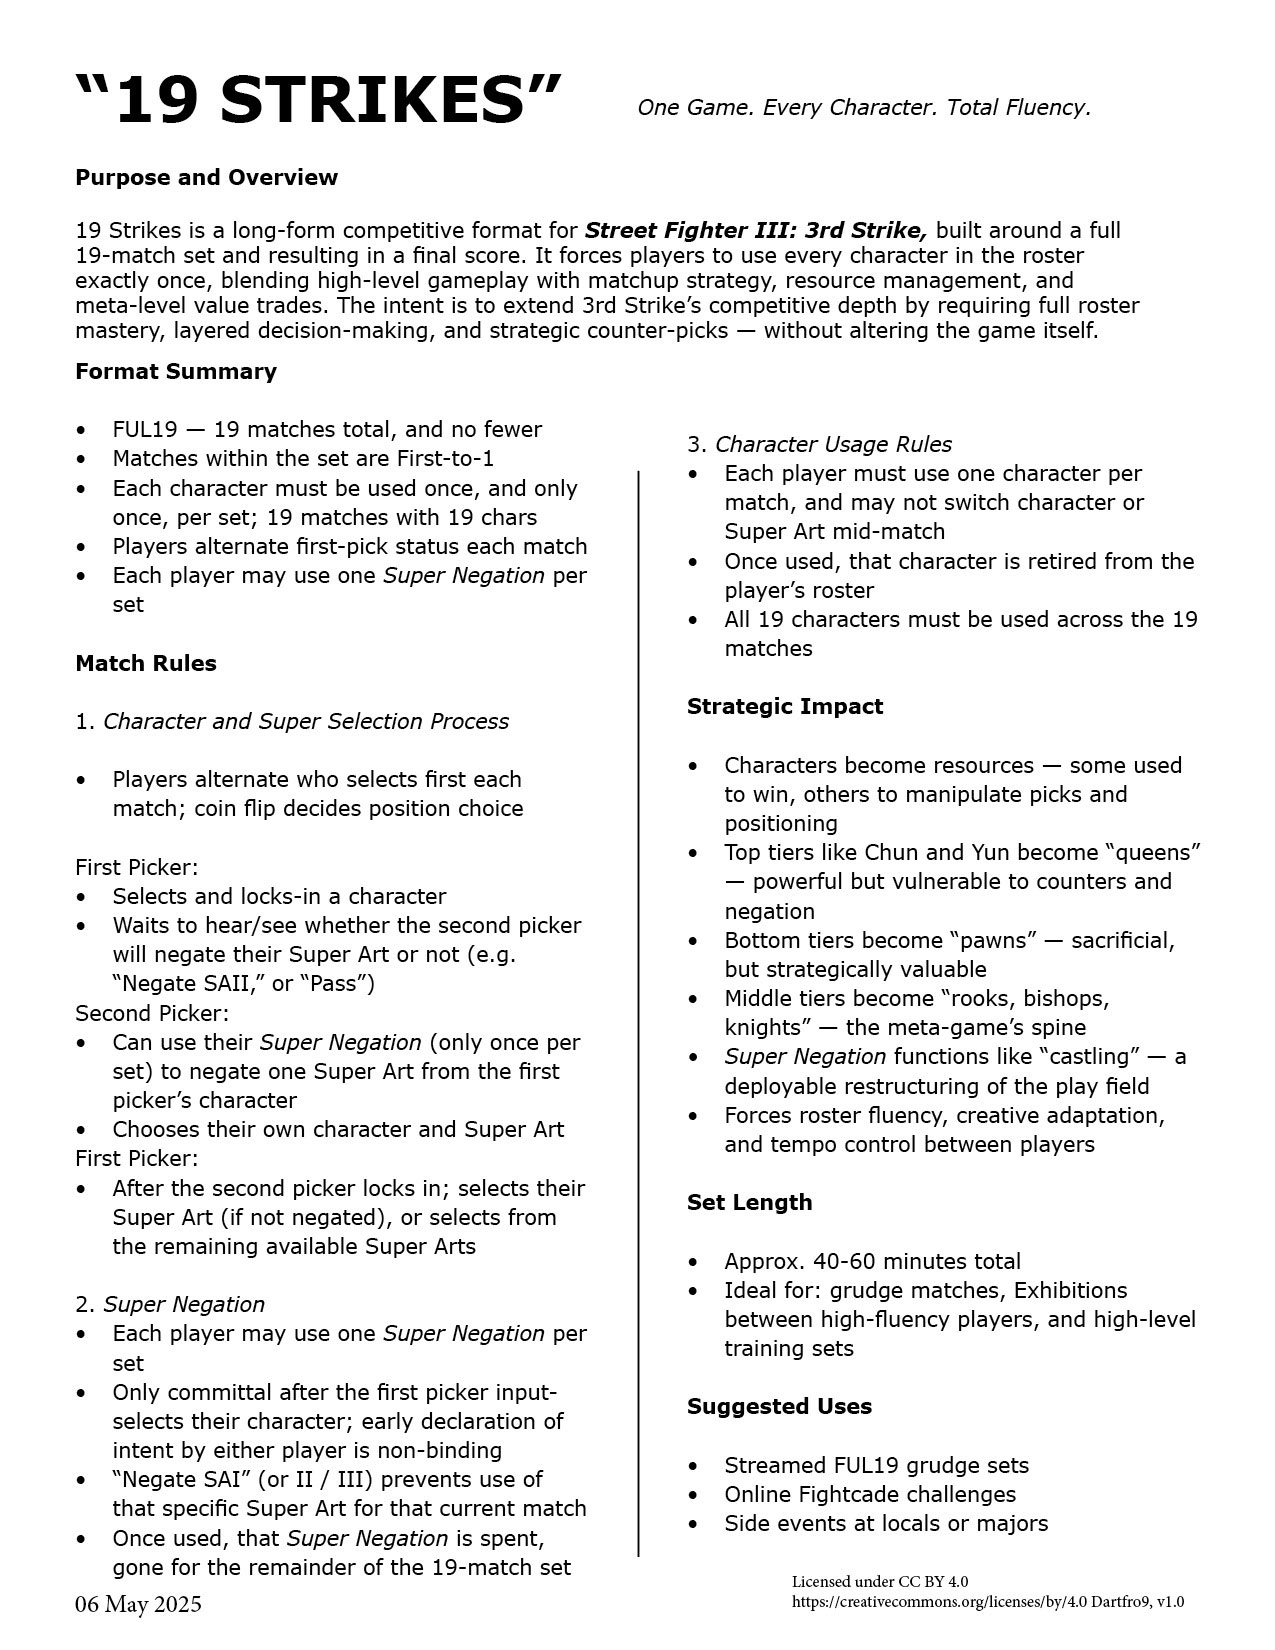 “19 STRIKES”
One Game. Every Character. Total Fluency.
Purpose and Overview
19 Strikes is a long-form competitive format for Street Fighter III: 3rd Strike, built around a full
19-match set and resulting in a final score. It forces players to use every character in the roster
exactly once, blending high-level gameplay with matchup strategy, resource management, and
meta-level value trades. The intent is to extend 3rd Strike’s competitive depth by requiring full roster
mastery, layered decision-making, and strategic counter-picks — without altering the game itself.
Format Summary
• FUL19 — 19 matches total, and no fewer
• Matches within the set are First-to-1
• Each character must be used once, and only
once, per set; 19 matches with 19 chars
• Players alternate first-pick status each match
• Each player may use one Super Negation per
set
Match Rules
1. Character and Super Selection Process
• Players alternate who selects first each
match; coin flip decides position choice
First Picker:
• Selects and locks-in a character
• Waits to hear/see whether the second picker
will negate their Super Art or not (e.g.
“Negate SAII,” or “Pass”)
Second Picker:
• Can use their Super Negation (only once per
set) to negate one Super Art from the first
picker’s character
• Chooses their own character and Super Art
First Picker:
• After the second picker locks in; selects their
Super Art (if not negated), or selects from
the remaining available Super Arts
2. Super Negation
• Each player may use one Super Negation per
set
• Only committal after the first picker input-
selects their character; early declaration of
intent by either player is non-binding
• “Negate SAI” (or II / III) prevents use of
that specific Super Art for that current match
• Once used, that Super Negation is spent,
gone for the remainder of the 19-match set
06 May 2025
3. Character Usage Rules
• Each player must use one character per
match, and may not switch character or
Super Art mid-match
• Once used, that character is retired from the
player’s roster
• All 19 characters must be used across the 19
matches
Strategic Impact
• Characters become resources — some used
to win, others to manipulate picks and
positioning
• Top tiers like Chun and Yun become “queens”
— powerful but vulnerable to counters and
negation
• Bottom tiers become “pawns” — sacrificial,
but strategically valuable
• Middle tiers become “rooks, bishops,
knights” — the meta-game’s spine
• Super Negation functions like “castling” — a
deployable restructuring of the play field
• Forces roster fluency, creative adaptation,
and tempo control between players
Set Length
• Approx. 40-60 minutes total
• Ideal for: grudge matches, Exhibitions
between high-fluency players, and high-level
training sets
Suggested Uses
• Streamed FUL19 grudge sets
• Online Fightcade challenges
• Side events at locals or majors
Licensed under CC BY 4.0
https://creativecommons.org/licenses/by/4.0 Dartfro9, v1.0